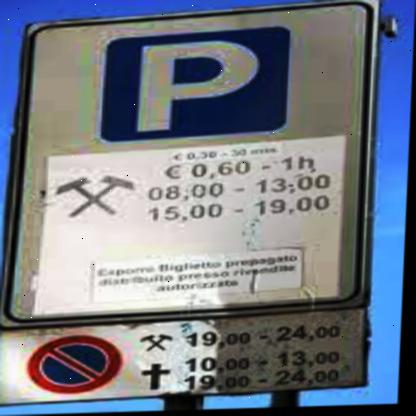 P
€ 0,30 - 30 min.
€ 0,60 - 1h
08,00 - 13,00
15,00 - 19,00
Esporre Biglietto prepagato
distribuito presso rivendite
autorizzate
19,00 - 24,00
10,00 - 13,00
19,00 - 24,00